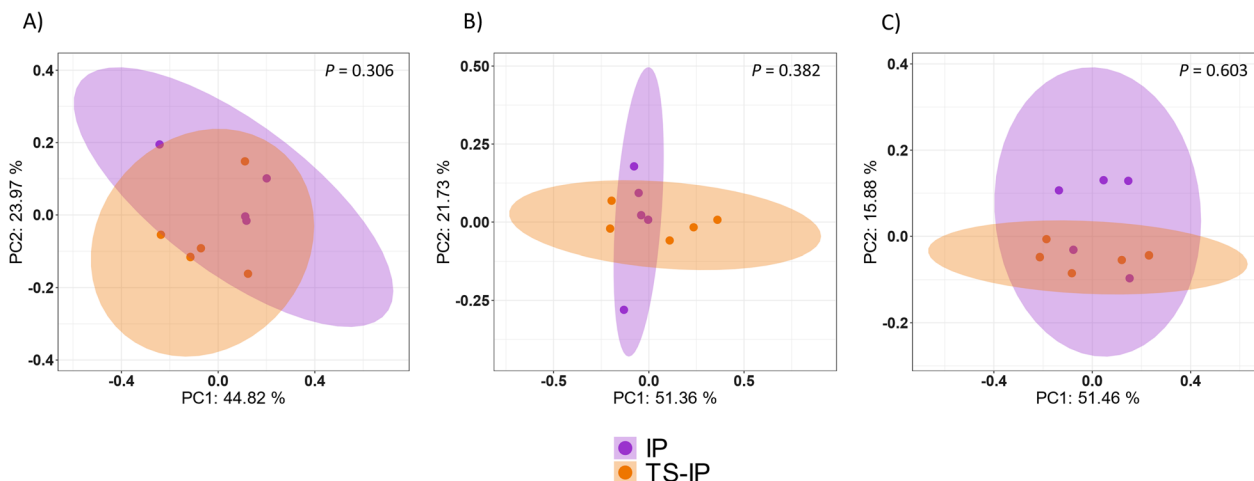 A)
P = 0.306
0.4
0.2
0.0
-0.2
-0.4
PC2: 23.97 %
-0.4 0.0 0.4
PC1: 44.82 %
B)
P = 0.382
0.50
0.25
0.00
-0.25
PC2: 21.73 %
-0.5 0.0 0.5
PC1: 51.36 %
C)
P = 0.603
0.4
0.2
0.0
-0.2
PC2: 15.88 %
-0.4 0.0 0.4
PC1: 51.46 %
IP
TS-IP